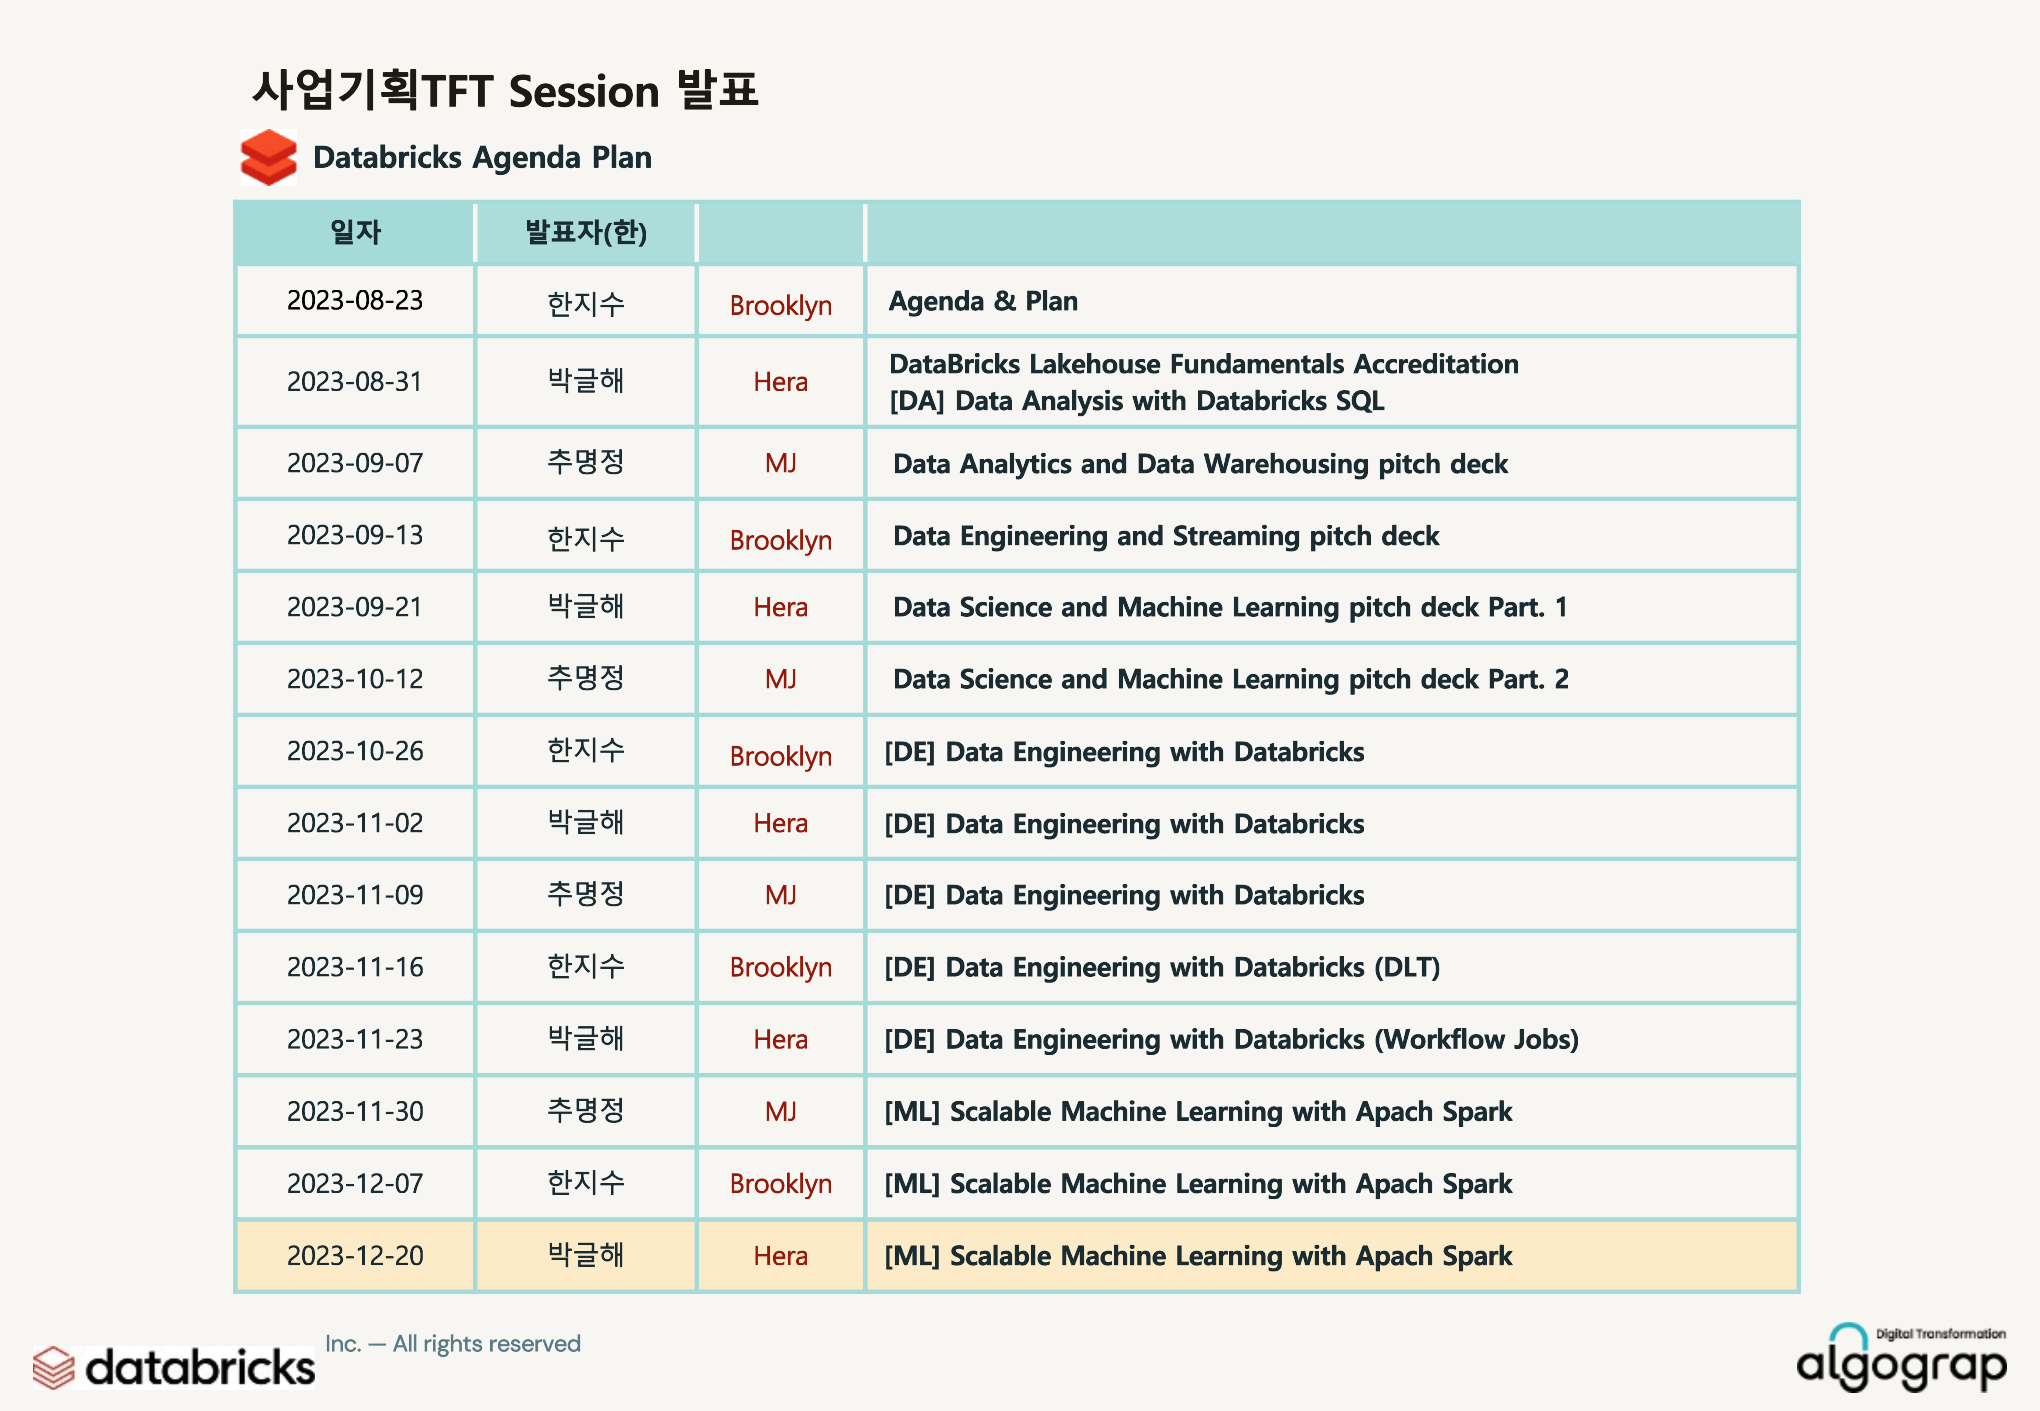 사업기획TFT Session 발표
Databricks Agenda Plan
일자 발표자(한)
2023-08-23 한지수 Brooklyn Agenda & Plan
2023-08-31 박글해 Hera DataBricks Lakehouse Fundamentals Accreditation
[DA] Data Analysis with Databricks SQL
2023-09-07 추명정 MJ Data Analytics and Data Warehousing pitch deck
2023-09-13 한지수 Brooklyn Data Engineering and Streaming pitch deck
2023-09-21 박글해 Hera Data Science and Machine Learning pitch deck Part. 1
2023-10-12 추명정 MJ Data Science and Machine Learning pitch deck Part. 2
2023-10-26 한지수 Brooklyn [DE] Data Engineering with Databricks
2023-11-02 박글해 Hera [DE] Data Engineering with Databricks
2023-11-09 추명정 MJ [DE] Data Engineering with Databricks
2023-11-16 한지수 Brooklyn [DE] Data Engineering with Databricks (DLT)
2023-11-23 박글해 Hera [DE] Data Engineering with Databricks (Workflow Jobs)
2023-11-30 추명정 MJ [ML] Scalable Machine Learning with Apach Spark
2023-12-07 한지수 Brooklyn [ML] Scalable Machine Learning with Apach Spark
2023-12-20 박글해 Hera [ML] Scalable Machine Learning with Apach Spark
Inc. — All rights reserved
databricks
Digital Transformation
algograp